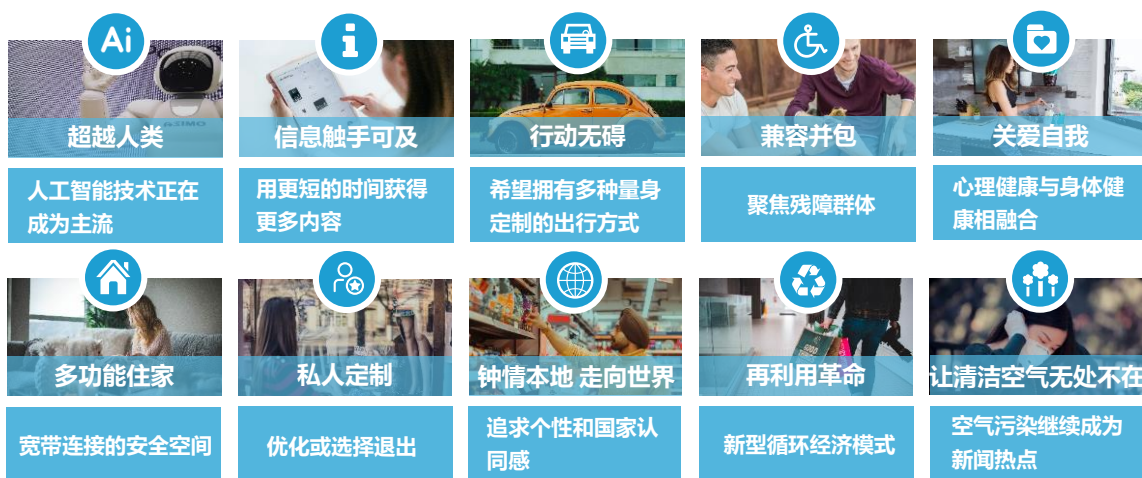 Ai
超越人类
人工智能技术正在
成为主流
信息触手可及
用更短的时间获得
更多内容
行动无碍
希望拥有多种量身
定制的出行方式
兼容并包
聚焦残障群体
关爱自我
心理健康与身体健
康相融合
多功能住家
宽带连接的安全空间
私人定制
优化或选择退出
钟情本地 走向世界
追求个性和国家认
同感
再利用革命
新型循环经济模式
让清洁空气无处不在
空气污染继续成为
新闻热点